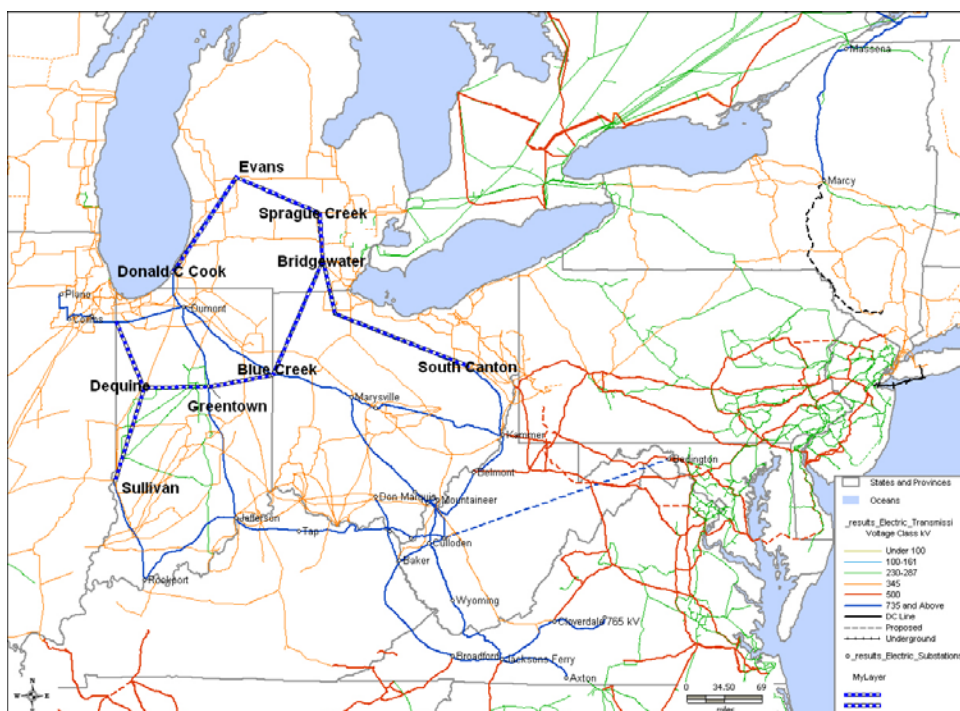 Massena
Evans
Marcy
Sprague Creek
Bridgewater
Donald C Cook
Plano
Dumont
Collins
South Canton
Blue Creek
Dequine
Marysville
Greentown
Kammer
Belmont
Sullivan
Don Marquis
Mountaineer
Jefferson
Tap
Culloden
Baker
Rockport
Wyoming
Cloverdale 765 kV
Broadford
Jacksons Ferry
Axton
W
E
S
0 34.50 69
miles
States and Provinces
Oceans
_results_Electric_Transmissi
Voltage Class kV
Under 100
100-161
230-287
345
500
735 and Above
DC Line
Proposed
Underground
_results_Electric_Substations
MyLayer